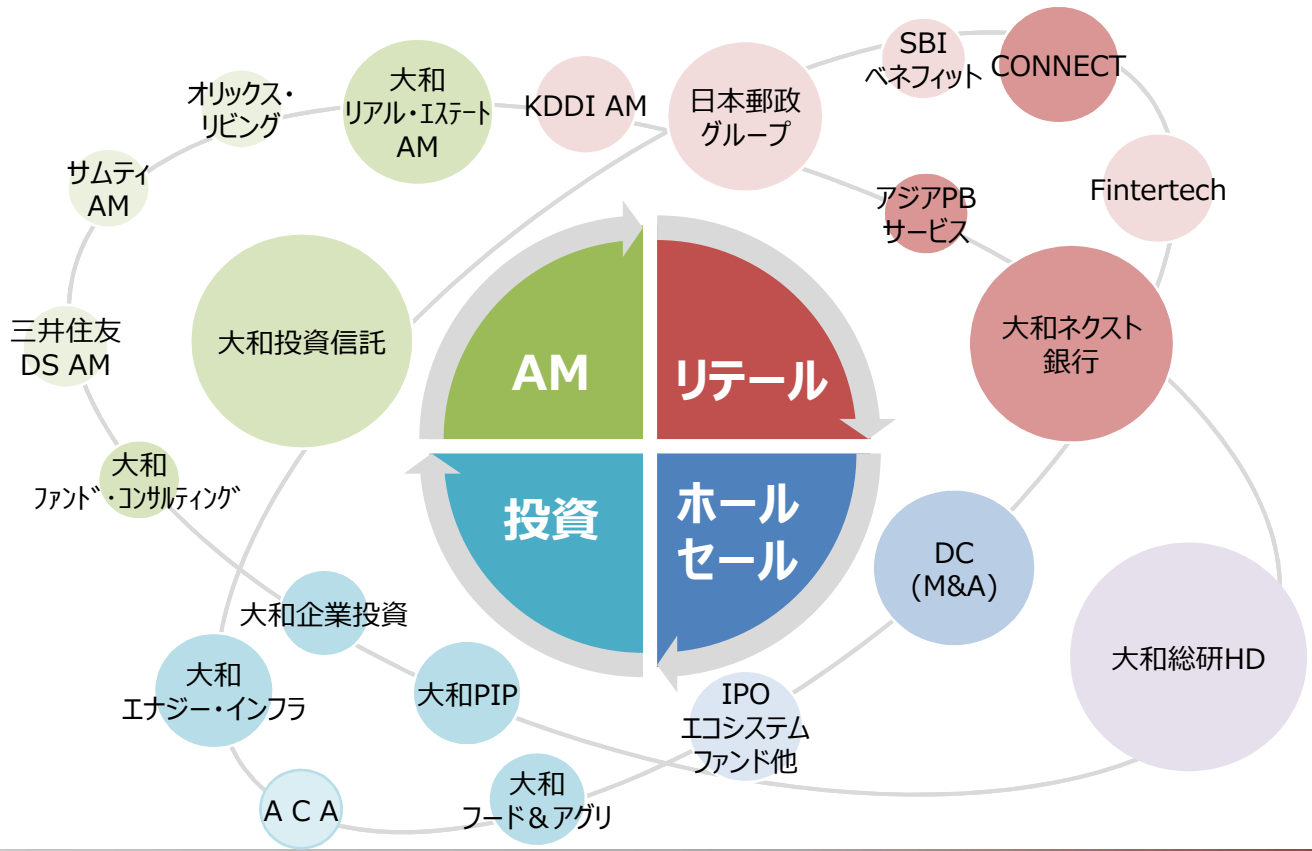 SBI
ベネフィット
CONNECT
オリックス・
リビング
大和
リアル・エステート
AM
KDDI AM
日本郵政
グループ
サムティ
AM
アジアPB
サービス
Fintertech
三井住友
DS AM
大和投資信託
AM
リテール
大和ネクスト
銀行
大和
ファンド・コンサルティング
投資
ホール
セール
DC
(M&A)
大和企業投資
大和
エナジー・インフラ
大和PIP
IPO
エコシステム
ファンド他
大和総研HD
ＡＣＡ
大和
フード＆アグリ